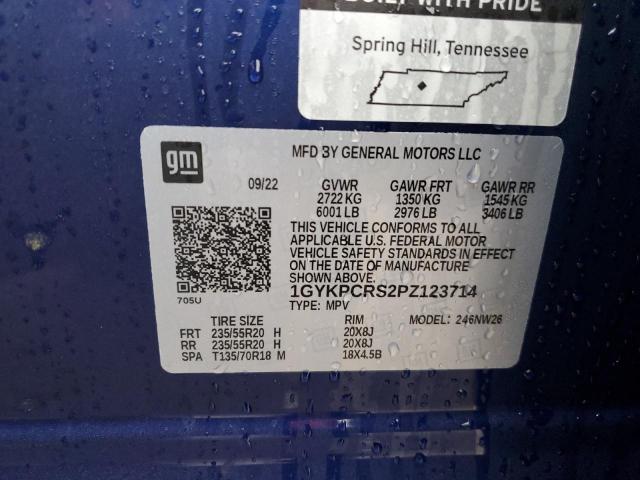 BUILT WITH PRIDE
Spring Hill, Tennessee
gm
MFD BY GENERAL MOTORS LLC
09/22 GVWR GAWR FRT GAWR RR
2722 KG 1350 KG 1545 KG
6001 LB 2976 LB 3406 LB
THIS VEHICLE CONFORMS TO ALL
APPLICABLE U.S. FEDERAL MOTOR
VEHICLE SAFETY STANDARDS IN EFFECT
ON THE DATE OF MANUFACTURE
SHOWN ABOVE.
705U
1GYKPCRS2PZ123714
TYPE: MPV
TIRE SIZE RIM MODEL: 246NW26
FRT 235/55R20 H 20X8J
RR 235/55R20 H 20X8J
SPA T135/70R18 M 18X4.5B